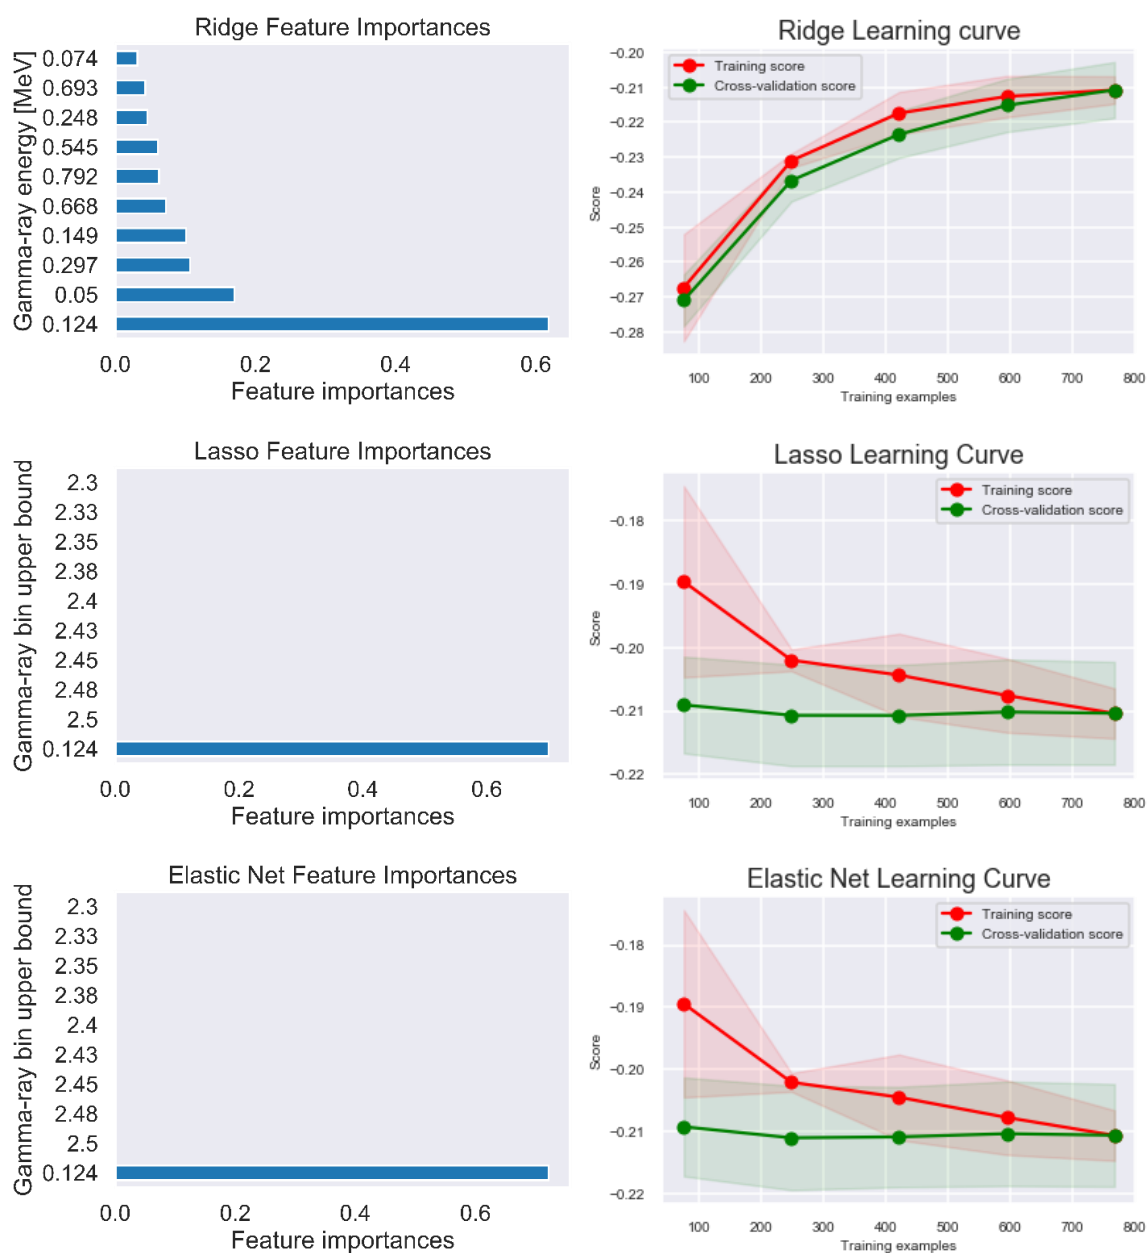 Ridge Feature Importances
Gamma-ray energy [MeV]
0.074
0.693
0.248
0.545
0.792
0.668
0.149
0.297
0.05
0.124
0.0 0.2 0.4 0.6
Feature importances
Ridge Learning curve
Training score
Cross-validation score
Score
−0.20
−0.21
−0.22
−0.23
−0.24
−0.25
−0.26
−0.27
−0.28
100 200 300 400 500 600 700 800
Training examples
Lasso Feature Importances
Gamma-ray bin upper bound
2.3
2.33
2.35
2.38
2.4
2.43
2.45
2.48
2.5
0.124
0.0 0.2 0.4 0.6
Feature importances
Lasso Learning Curve
Training score
Cross-validation score
Score
−0.18
−0.19
−0.20
−0.21
−0.22
100 200 300 400 500 600 700 800
Training examples
Elastic Net Feature Importances
Gamma-ray bin upper bound
2.3
2.33
2.35
2.38
2.4
2.43
2.45
2.48
2.5
0.124
0.0 0.2 0.4 0.6
Feature importances
Elastic Net Learning Curve
Training score
Cross-validation score
Score
−0.18
−0.19
−0.20
−0.21
−0.22
100 200 300 400 500 600 700 800
Training examples